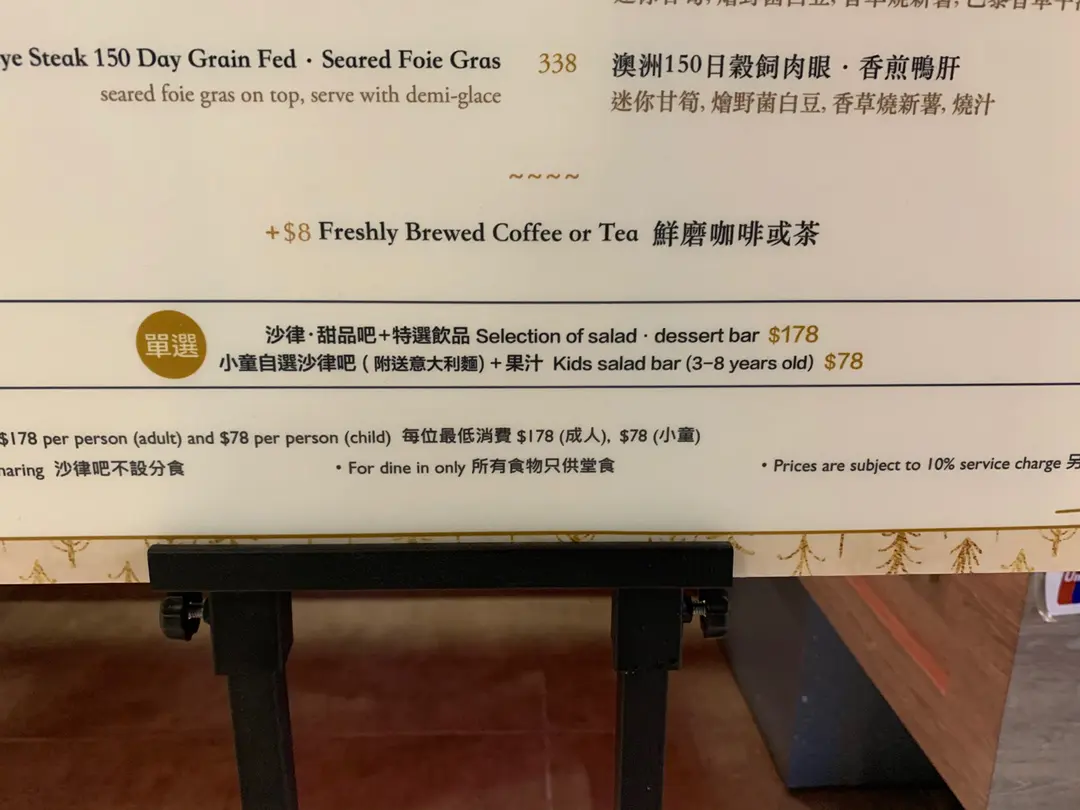 ye Steak 150 Day Grain Fed · Seared Foie Gras 338 澳洲150日穀飼肉眼 · 香煎鴨肝
seared foie gras on top, serve with demi-glace 迷你甘筍, 燴野菌白豆, 香草燒新薯, 燒汁
~~~~
+$8 Freshly Brewed Coffee or Tea 鮮磨咖啡或茶
單選
沙律·甜品吧+特選飲品 Selection of salad · dessert bar $178
小童自選沙律吧 ( 附送意大利麵) + 果汁 Kids salad bar (3-8 years old) $78
$178 per person (adult) and $78 per person (child) 每位最低消費 $178 (成人), $78 (小童)
haring 沙律吧不設分食 • For dine in only 所有食物只供堂食 • Prices are subject to 10% service charge 另